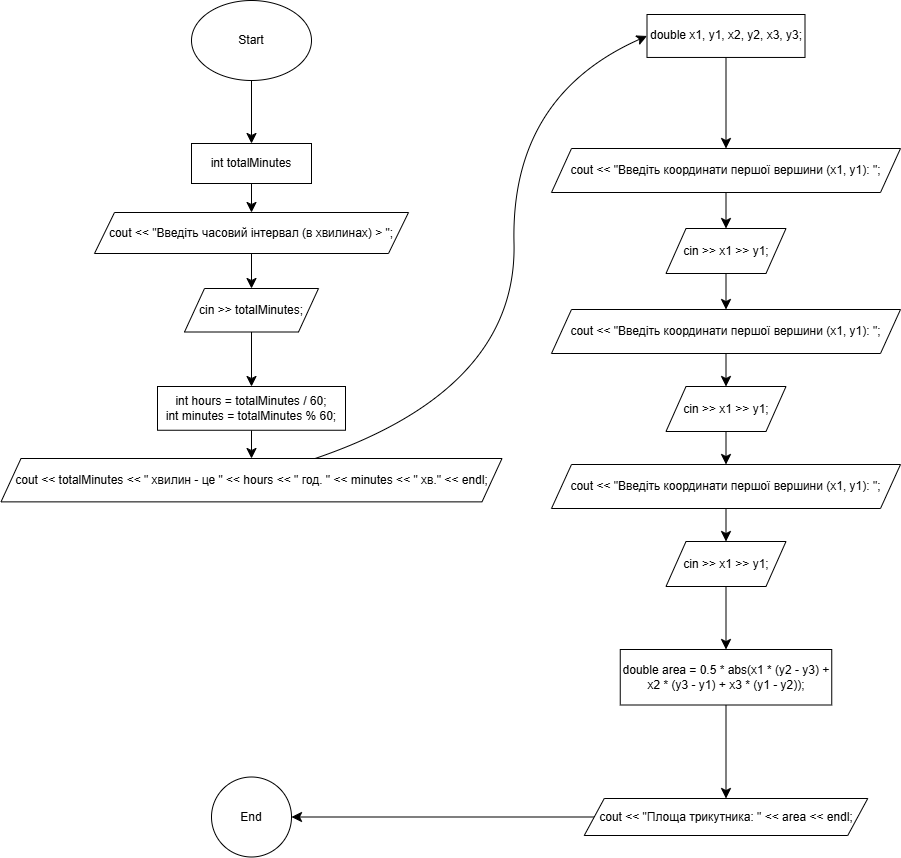 Start
int totalMinutes
cout << "Введіть часовий інтервал (в хвилинах) > ";
cin >> totalMinutes;
int hours = totalMinutes / 60;
int minutes = totalMinutes % 60;
cout << totalMinutes << " хвилин - це " << hours << " год. " << minutes << " хв." << endl;
double x1, y1, x2, y2, x3, y3;
cout << "Введіть координати першої вершини (x1, y1): ";
cin >> x1 >> y1;
cout << "Введіть координати першої вершини (x1, y1): ";
cin >> x1 >> y1;
cout << "Введіть координати першої вершини (x1, y1): ";
cin >> x1 >> y1;
double area = 0.5 * abs(x1 * (y2 - y3) +
x2 * (y3 - y1) + x3 * (y1 - y2));
cout << "Площа трикутника: " << area << endl;
End